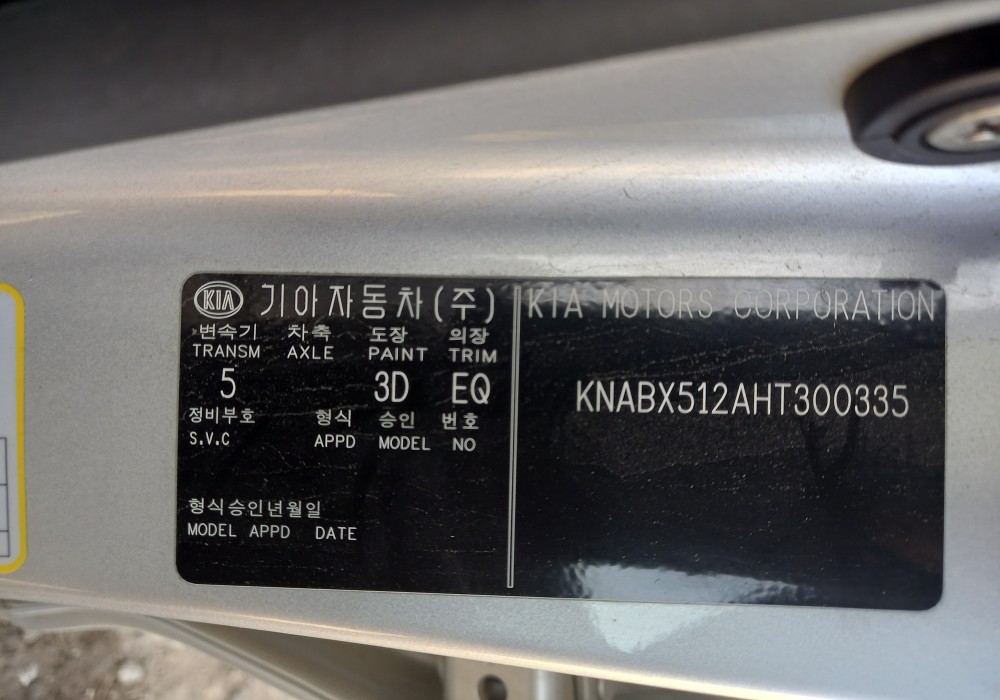 KIA 기아자동차(주)
변속기 차축 도장 의장
TRANSM AXLE PAINT TRIM
5 3D EQ
정비부호 형식 승인 번호
S.V.C APPD MODEL NO
형식승인년월일
MODEL APPD DATE
KIA MOTORS CORPORATION
KNABX512AHT300335